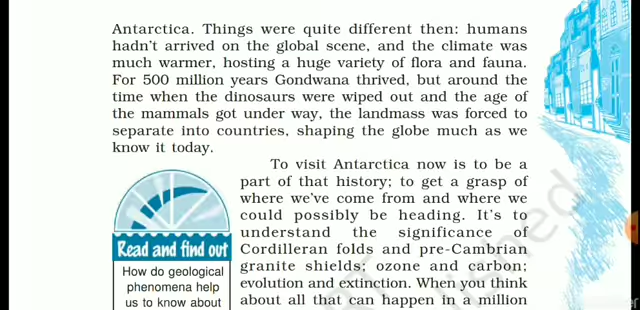 Antarctica. Things were quite different then: humans
hadn't arrived on the global scene, and the climate was
much warmer, hosting a huge variety of flora and fauna.
For 500 million years Gondwana thrived, but around the
time when the dinosaurs were wiped out and the age of
the mammals got under way, the landmass was forced to
separate into countries, shaping the globe much as we
know it today.
To visit Antarctica now is to be a
part of that history; to get a grasp of
where we've come from and where we
could possibly be heading. It's to
understand the significance of
Cordilleran folds and pre-Cambrian
granite shields; ozone and carbon;
evolution and extinction. When you think
about all that can happen in a million
Read and find out
How do geological
phenomena help
us to know about